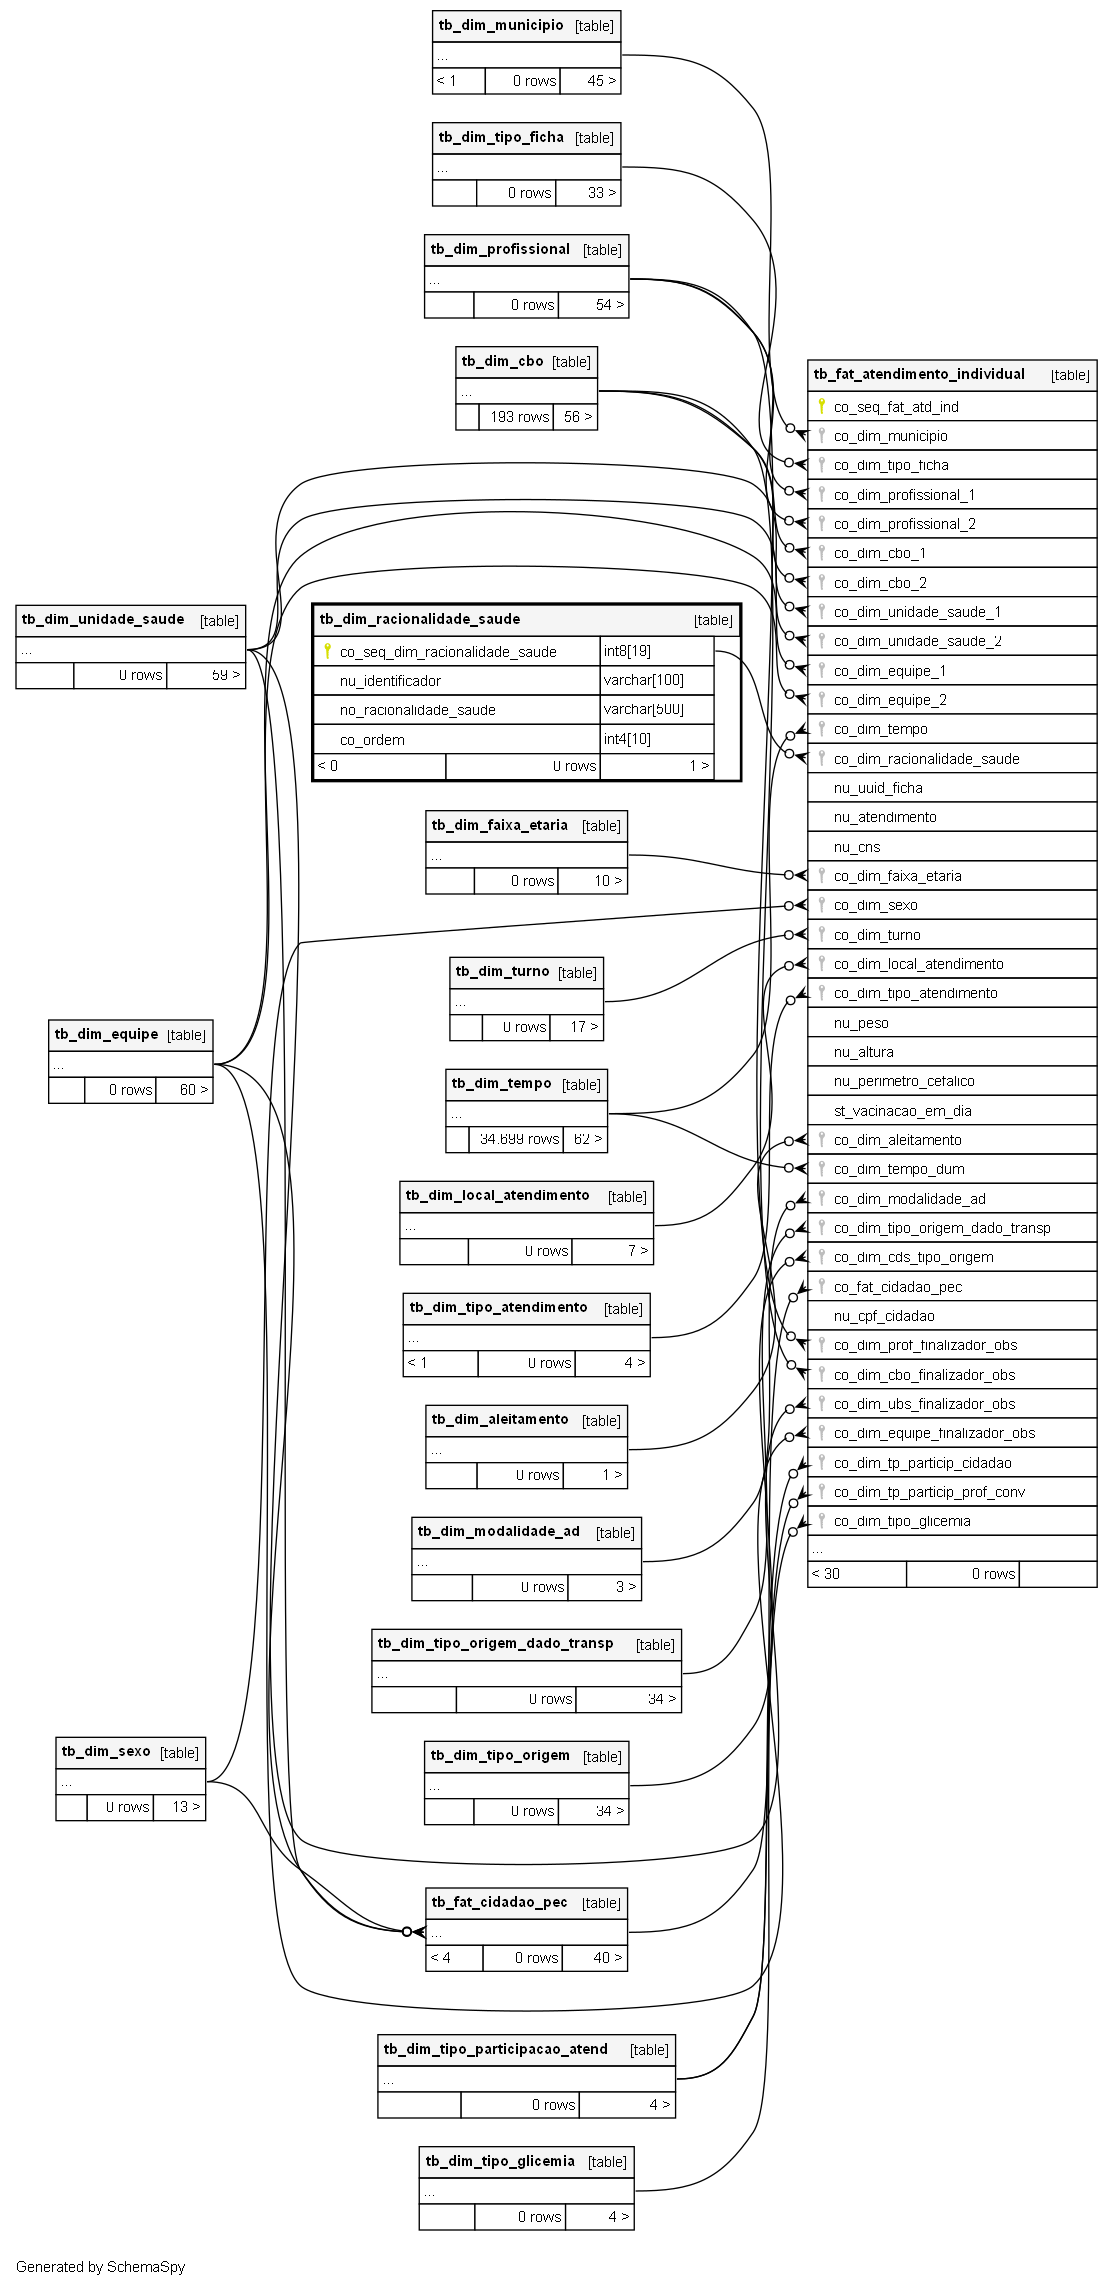 tb_dim_municipio [table]
...
< 1 0 rows 45 >
tb_dim_tipo_ficha [table]
...
0 rows 33 >
tb_dim_profissional [table]
...
0 rows 54 >
tb_dim_cbo [table]
...
193 rows 56 >
tb_fat_atendimento_individual [table]
co_seq_fat_atd_ind
co_dim_municipio
co_dim_tipo_ficha
co_dim_profissional_1
co_dim_profissional_2
co_dim_cbo_1
co_dim_cbo_2
co_dim_unidade_saude_1
co_dim_unidade_saude_2
co_dim_equipe_1
co_dim_equipe_2
co_dim_tempo
co_dim_racionalidade_saude
nu_uuid_ficha
nu_atendimento
nu_cns
co_dim_faixa_etaria
co_dim_sexo
co_dim_turno
co_dim_local_atendimento
co_dim_tipo_atendimento
nu_peso
nu_altura
nu_perimetro_cefalico
st_vacinacao_em_dia
co_dim_aleitamento
co_dim_tempo_dum
co_dim_modalidade_ad
co_dim_tipo_origem_dado_transp
co_dim_cds_tipo_origem
co_fat_cidadao_pec
nu_cpf_cidadao
co_dim_prof_finalizador_obs
co_dim_cbo_finalizador_obs
co_dim_ubs_finalizador_obs
co_dim_equipe_finalizador_obs
co_dim_tp_particip_cidadao
co_dim_tp_particip_prof_conv
co_dim_tipo_glicemia
...
< 30 0 rows
tb_dim_unidade_saude [table]
...
0 rows 59 >
tb_dim_racionalidade_saude [table]
co_seq_dim_racionalidade_saude int8[19]
nu_identificador varchar[100]
no_racionalidade_saude varchar[500]
co_ordem int4[10]
< 0 0 rows 1 >
tb_dim_faixa_etaria [table]
...
0 rows 10 >
tb_dim_turno [table]
...
0 rows 17 >
tb_dim_equipe [table]
...
0 rows 60 >
tb_dim_tempo [table]
...
34.699 rows 62 >
tb_dim_local_atendimento [table]
...
0 rows 7 >
tb_dim_tipo_atendimento [table]
...
< 1 0 rows 4 >
tb_dim_aleitamento [table]
...
0 rows 1 >
tb_dim_modalidade_ad [table]
...
0 rows 3 >
tb_dim_tipo_origem_dado_transp [table]
...
0 rows 34 >
tb_dim_sexo [table]
...
0 rows 13 >
tb_dim_tipo_origem [table]
...
0 rows 34 >
tb_fat_cidadao_pec [table]
...
< 4 0 rows 40 >
tb_dim_tipo_participacao_atend [table]
...
0 rows 4 >
tb_dim_tipo_glicemia [table]
...
0 rows 4 >
Generated by SchemaSpy